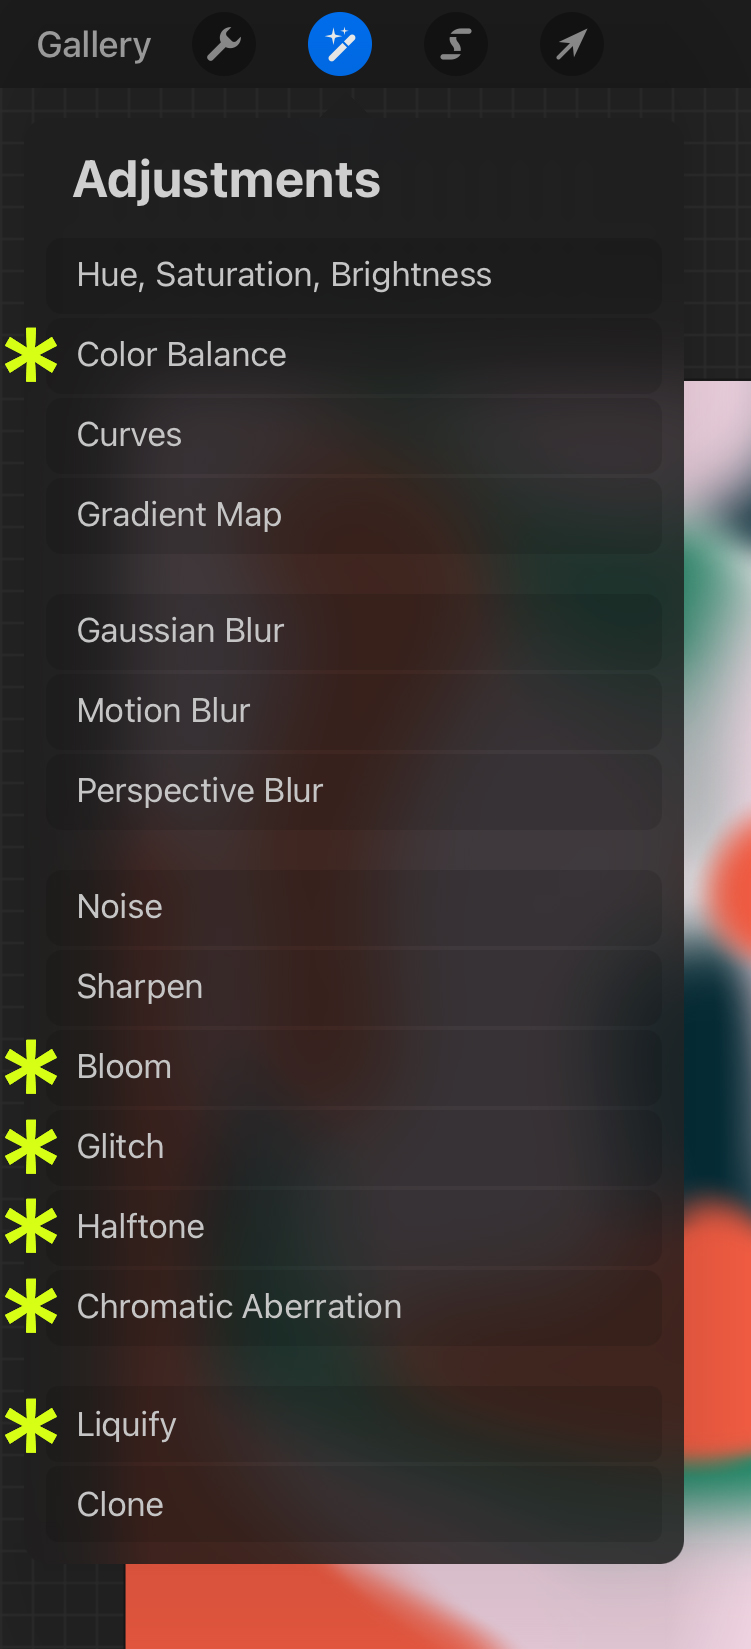 Gallery
Adjustments
Hue, Saturation, Brightness
Color Balance
Curves
Gradient Map
Gaussian Blur
Motion Blur
Perspective Blur
Noise
Sharpen
Bloom
Glitch
Halftone
Chromatic Aberration
Liquify
Clone